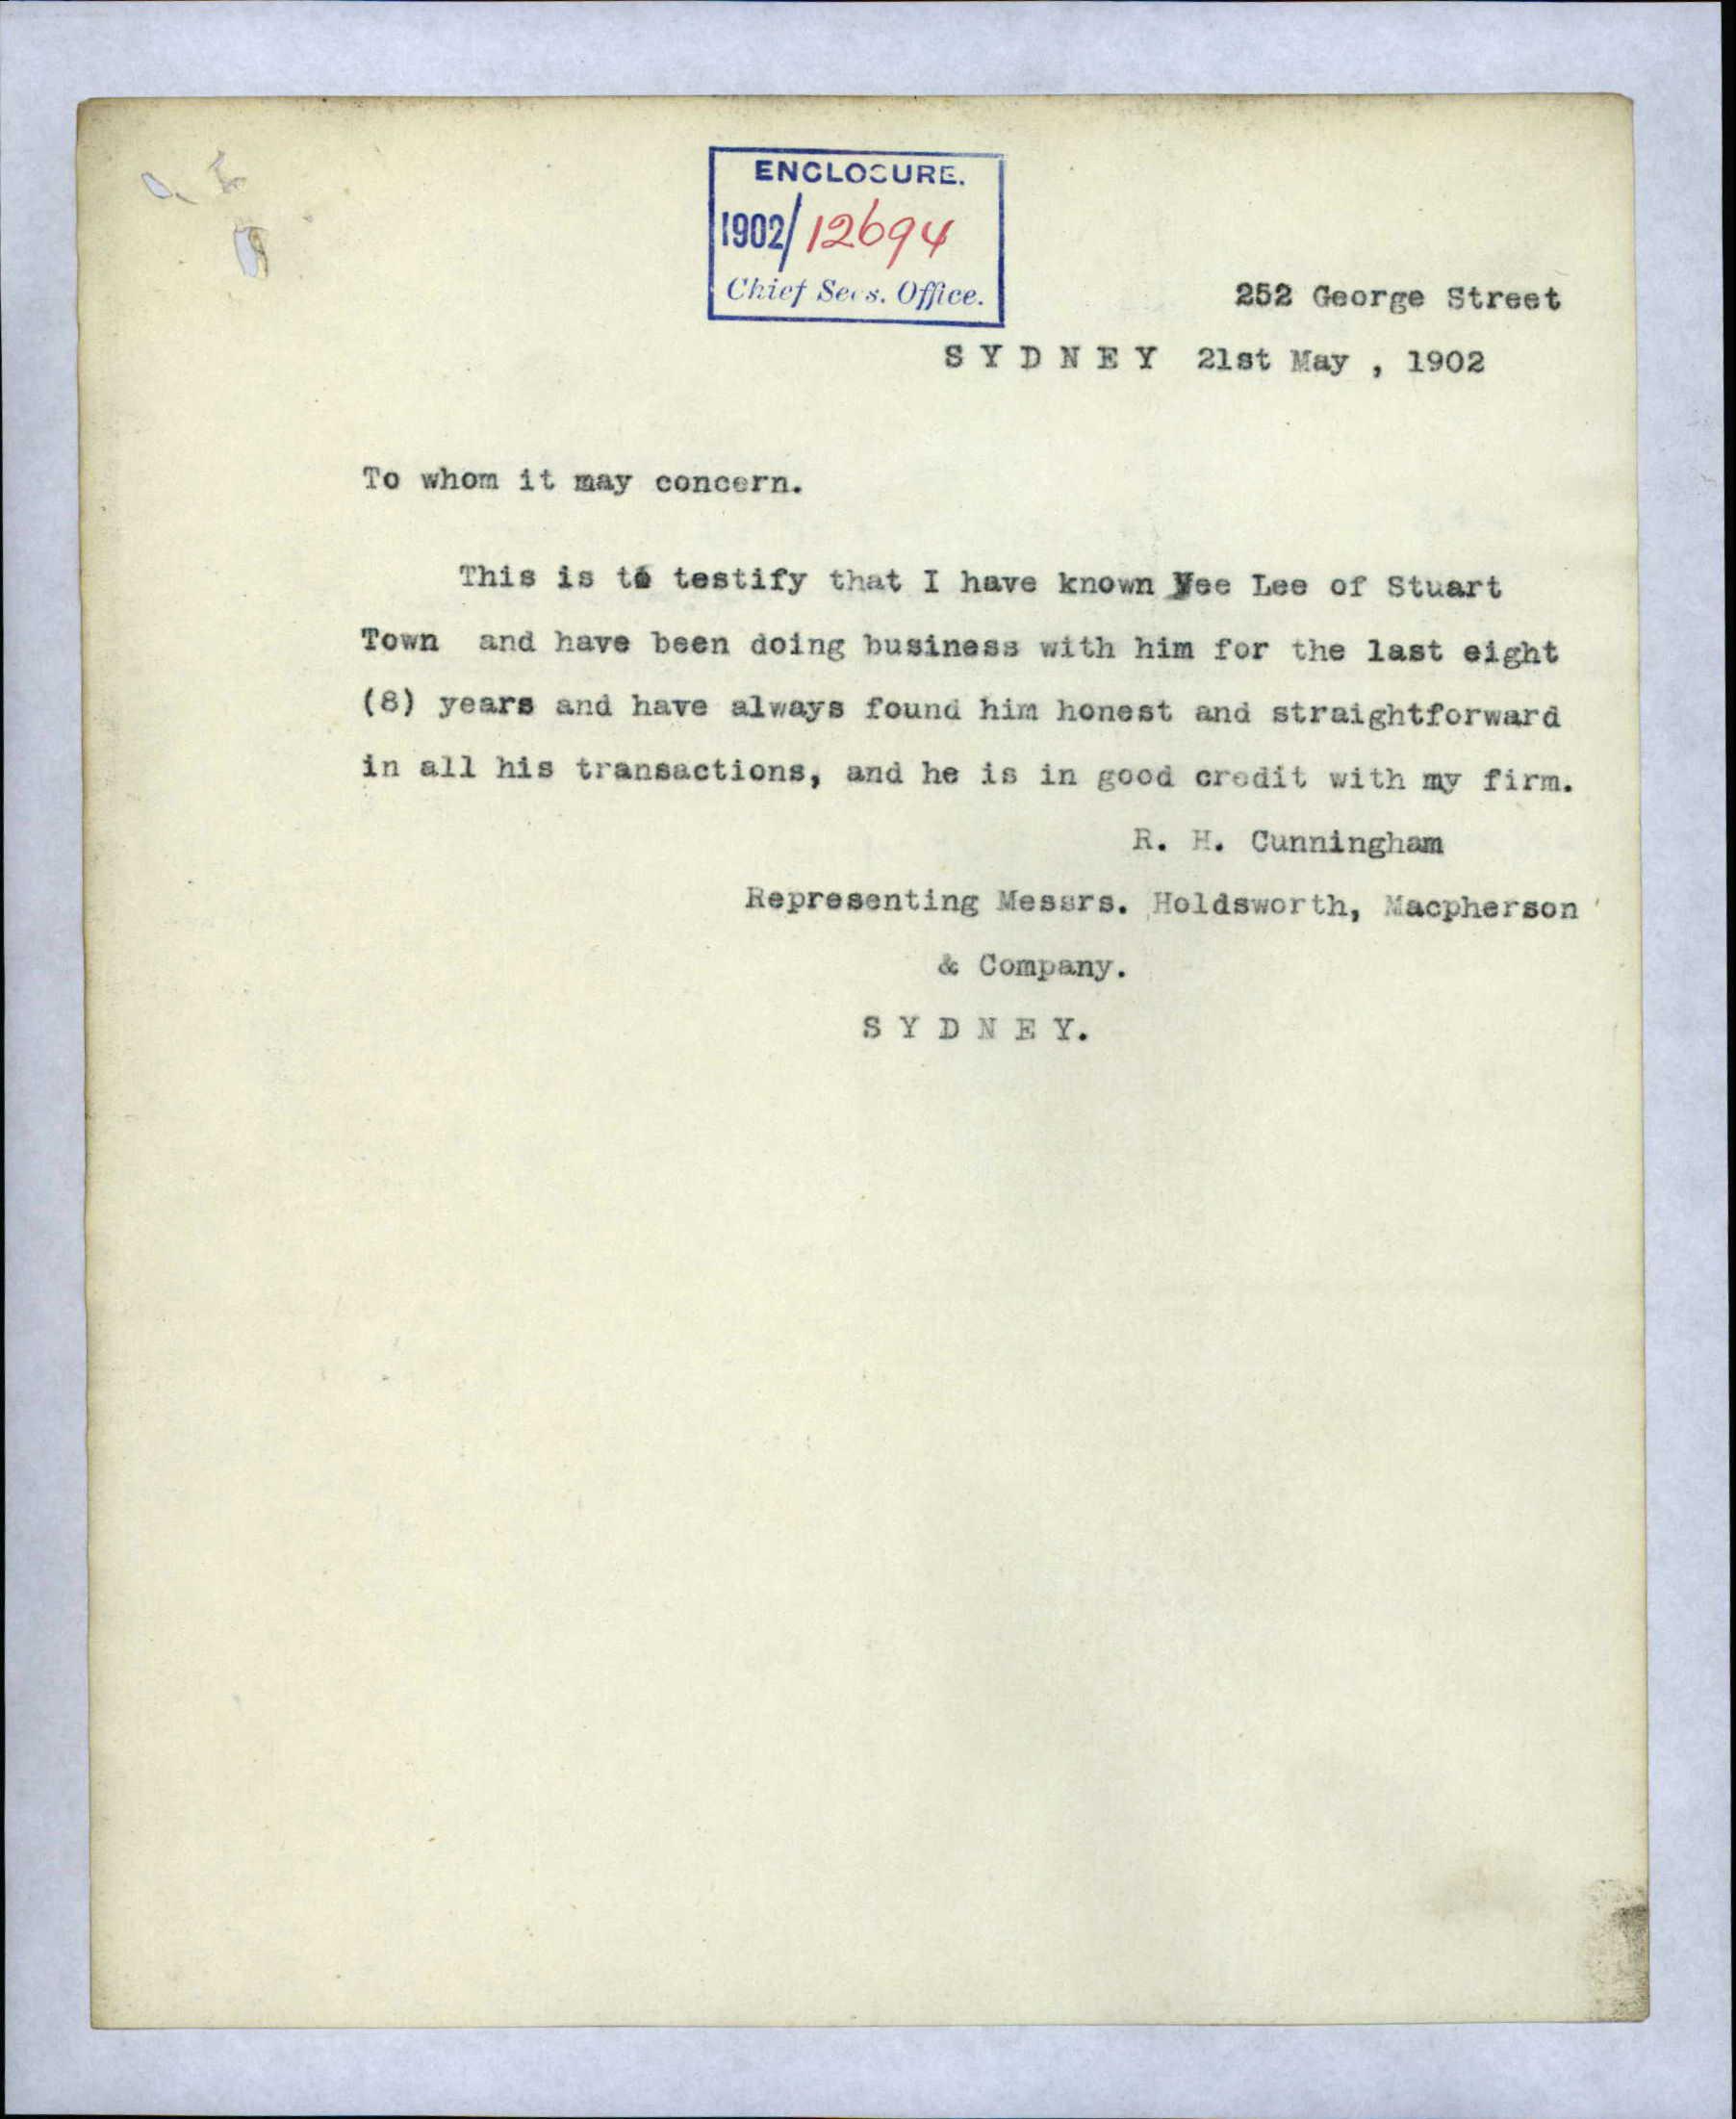 ENCLOSURE.
1902/12694
Chief Secs. Office.
252 George Street
SYDNEY 21st May , 1902
To whom it may concern.
This is to testify that I have known Yee Lee of Stuart
Town and have been doing business with him for the last eight
(8) years and have always found him honest and straightforward
in all his transactions, and he is in good credit with my firm.
R. H. Cunningham
Representing Messrs. Holdsworth, Macpherson
& Company.
SYDNEY.